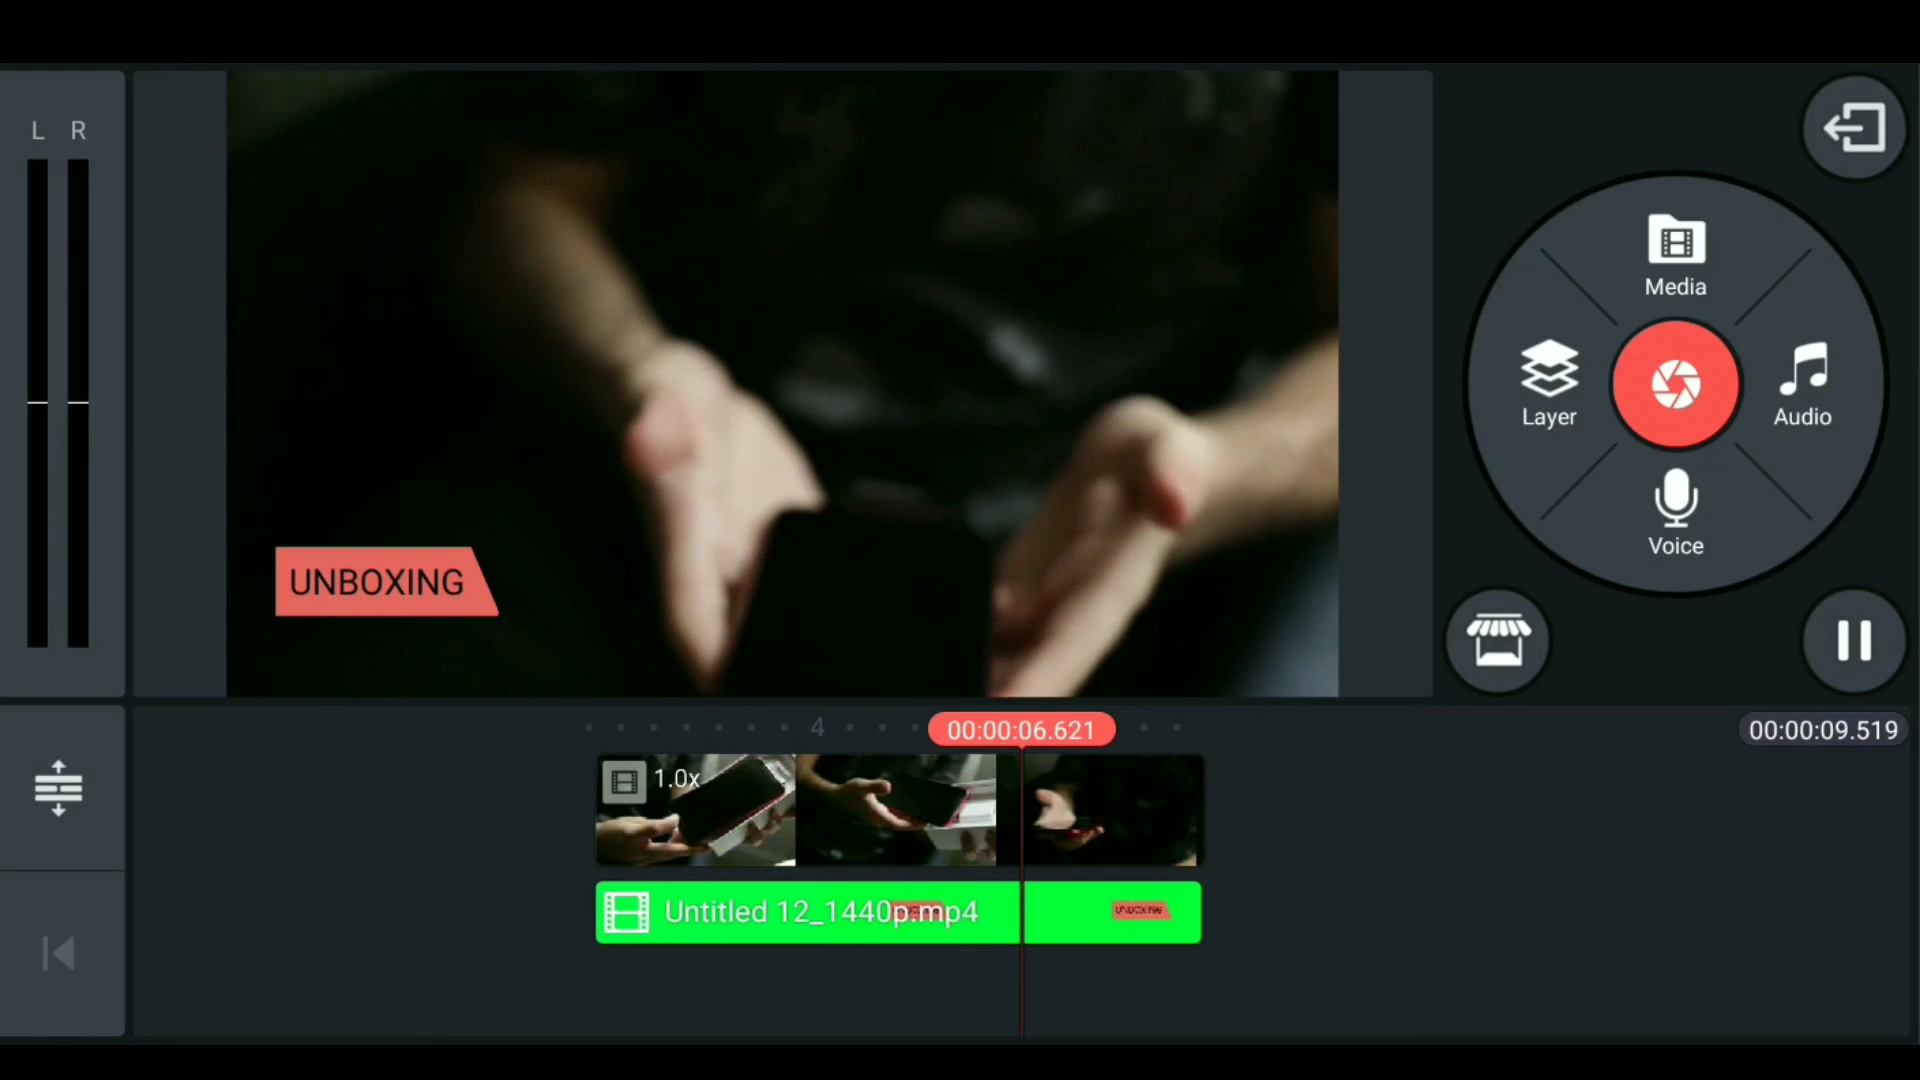 L R
Media
Layer
Audio
Voice
UNBOXING
4
00:00:06.621
00:00:09.519
1.0x
Untitled 12_1440p.mp4
UNBOXING